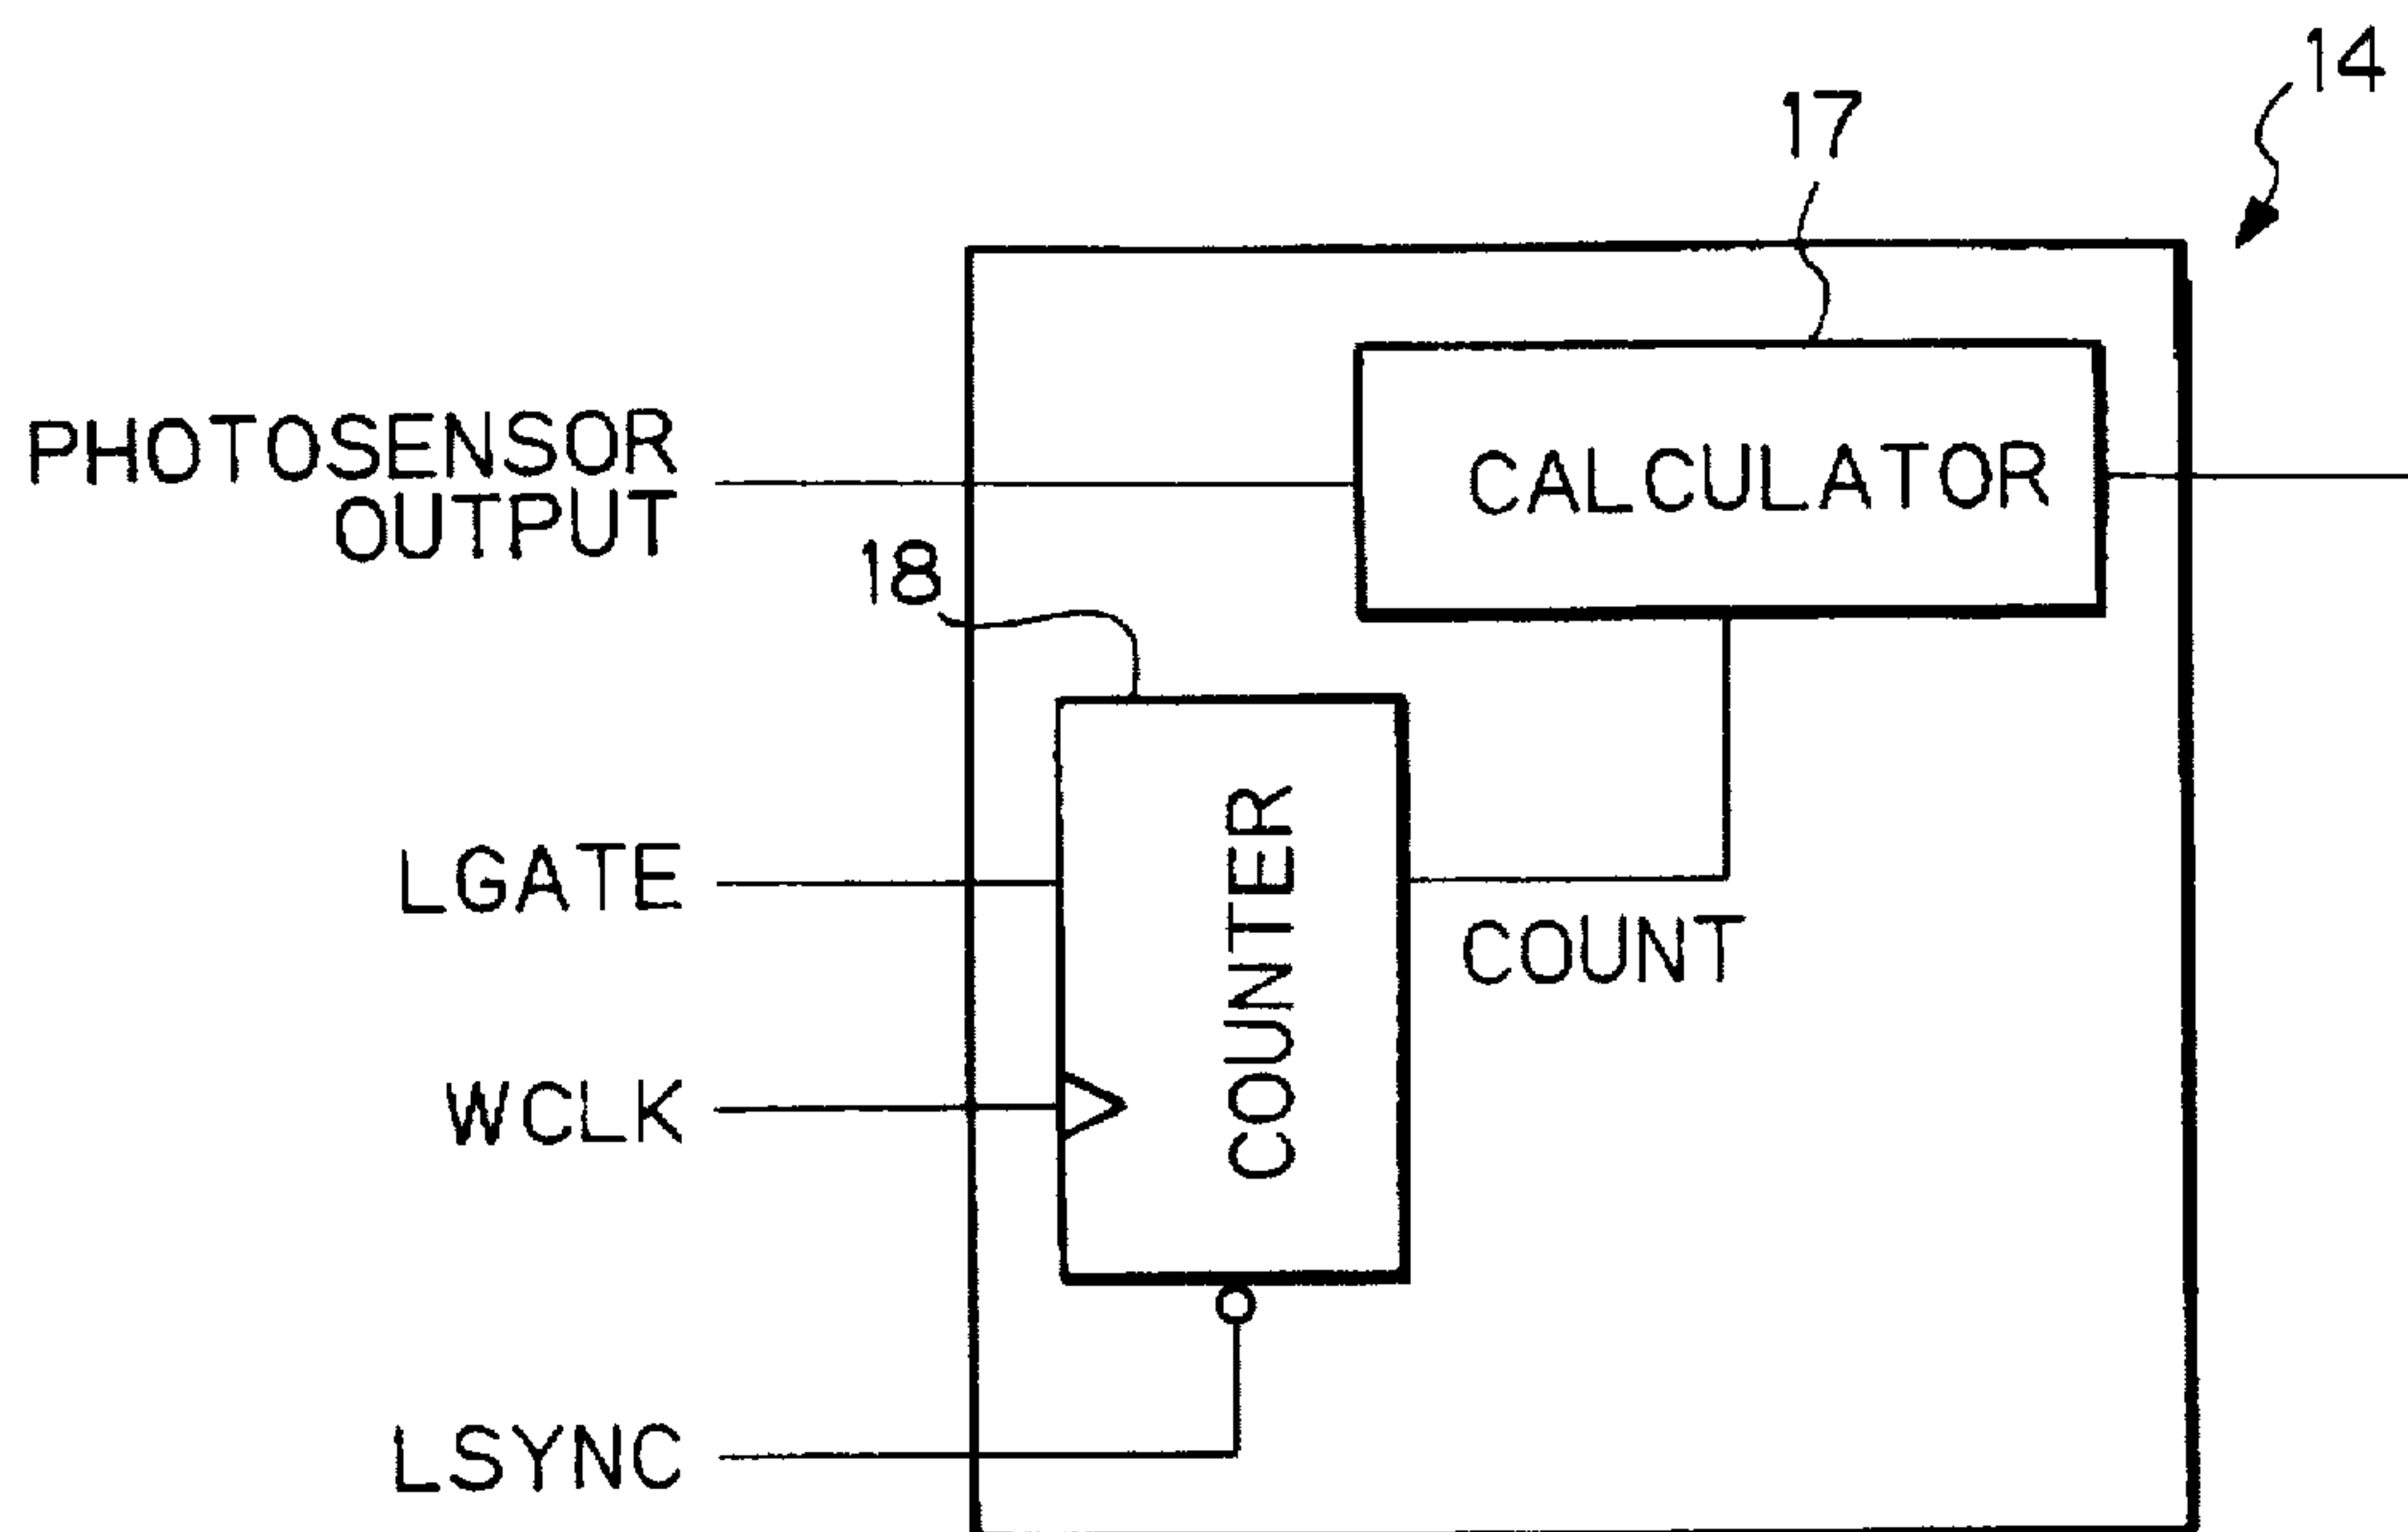 14
17
PHOTOSENSOR
OUTPUT
CALCULATOR
18
LGATE
COUNTER
COUNT
WCLK
LSYNC